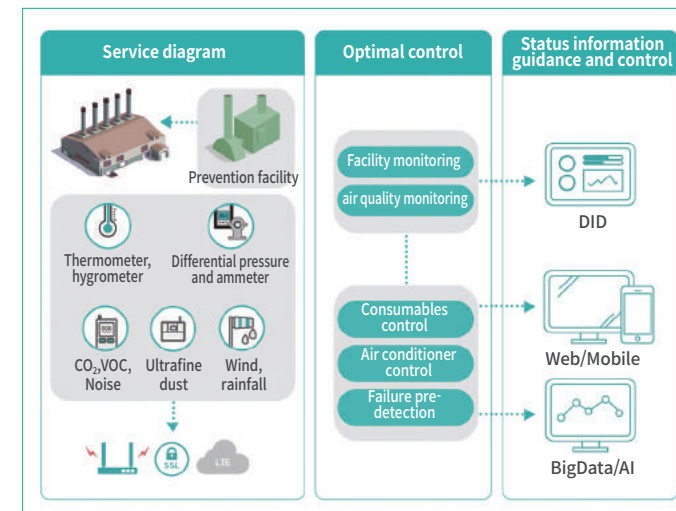 Service diagram
Prevention facility
Thermometer,
hygrometer
Differential pressure
and ammeter
CO₂,VOC,
Noise
Ultrafine
dust
Wind,
rainfall
SSL
LTE
Optimal control
Facility monitoring
air quality monitoring
Consumables
control
Air conditioner
control
Failure pre-
detection
Status information
guidance and control
DID
Web/Mobile
BigData/AI